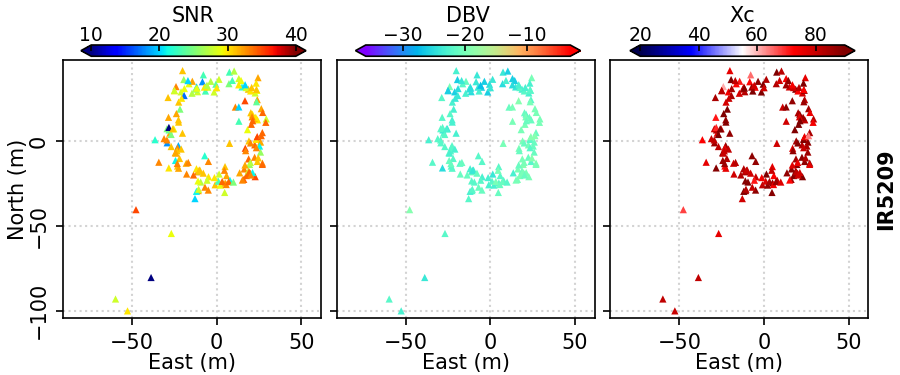 SNR DBV Xc
10 20 30 40 −30 −20 −10 20 40 60 80
North (m)
0
−50
−100
−50 0 50 −50 0 50 −50 0 50
East (m) East (m) East (m)
IR5209